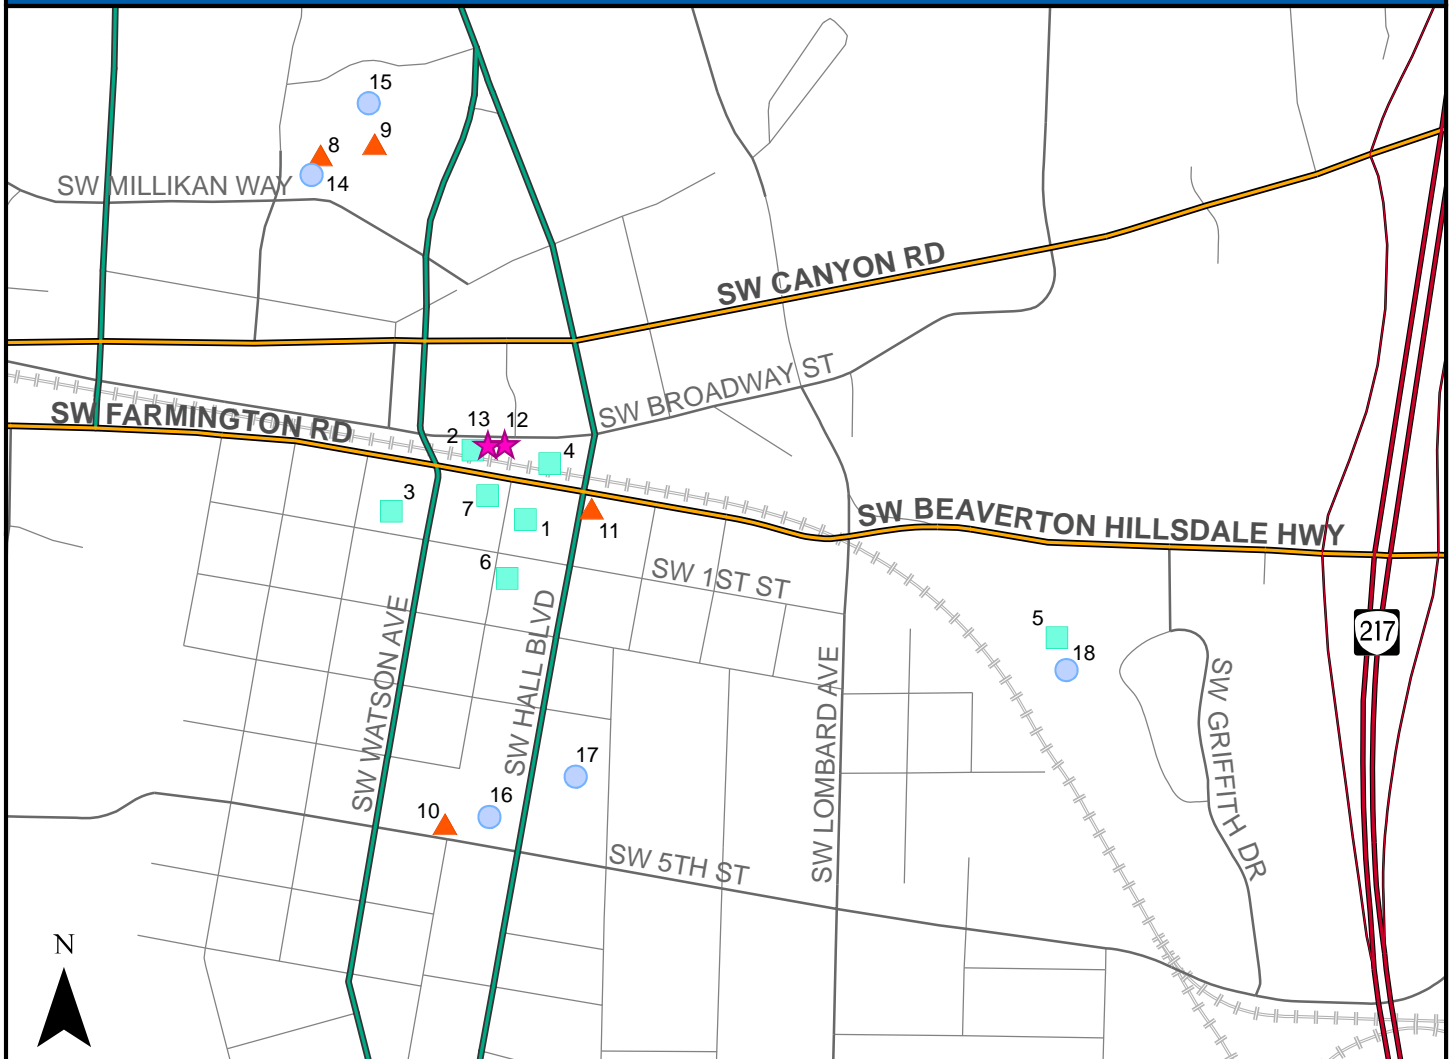 15
9
8
14
SW MILLIKAN WAY
SW CANYON RD
SW BROADWAY ST
SW FARMINGTON RD
13
12
2
4
3
7
1
11
SW BEAVERTON HILLSDALE HWY
6
SW 1ST ST
5
18
217
SW WATSON AVE
SW HALL BLVD
SW LOMBARD AVE
SW GRIFFITH DR
17
16
10
SW 5TH ST
N